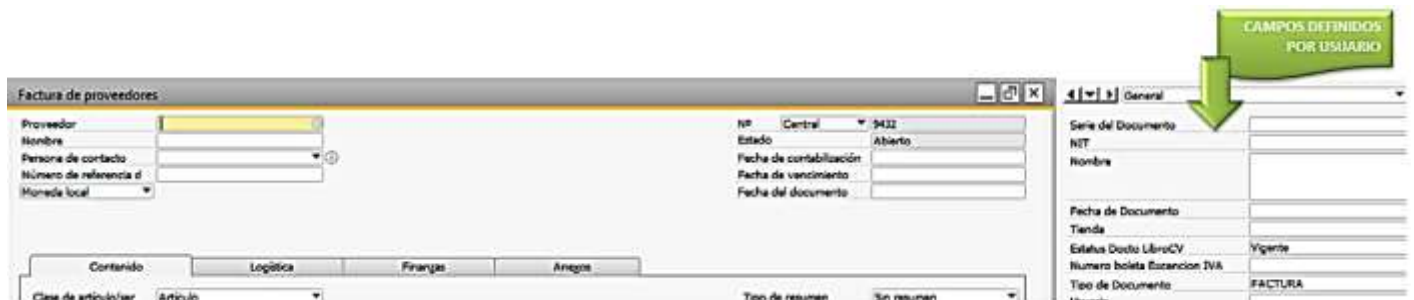 CAMPOS DEFINIDOS
POR USUARIO
Factura de proveedores
Proveedor
Nombre
Persona de contacto
Número de referencia d
Moneda local
Nº Central 9432
Estado Abierto
Fecha de contabilización
Fecha de vencimiento
Fecha del documento
Contenido Logística Finanzas Anexos
Clase de artículo/ser Artículo
Tipo de resumen Sin resumen
General
Serie del Documento
NIT
Nombre
Fecha de Documento
Tienda
Estatus Docto LibroCV Vigente
Numero boleta Excencion IVA
Tipo de Documento FACTURA